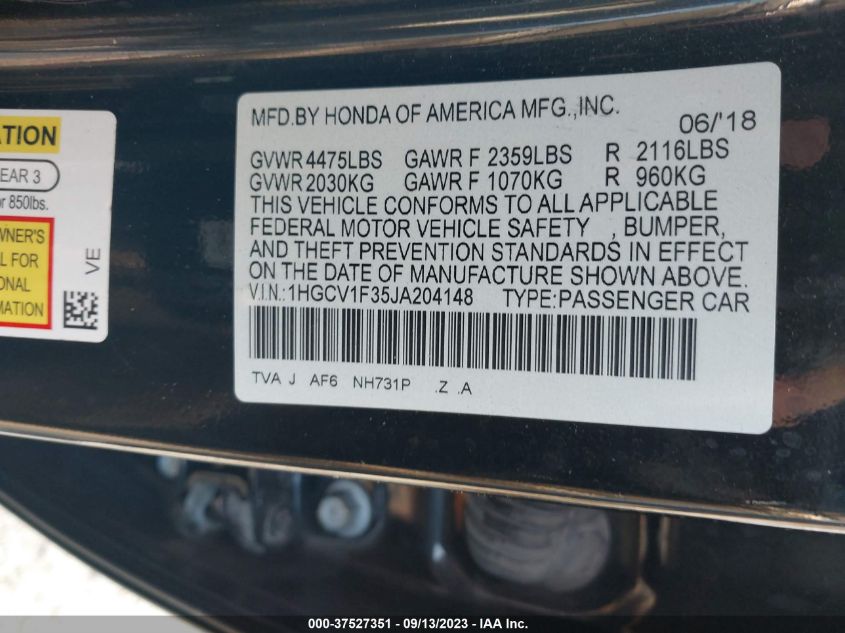 ATION
EAR 3
r 850lbs.
WNER'S
L FOR
ONAL
MATION
VE
MFD.BY HONDA OF AMERICA MFG.,INC.
06/'18
GVWR 4475LBS GAWR F 2359LBS R 2116LBS
GVWR 2030KG GAWR F 1070KG R 960KG
THIS VEHICLE CONFORMS TO ALL APPLICABLE
FEDERAL MOTOR VEHICLE SAFETY , BUMPER,
AND THEFT PREVENTION STANDARDS IN EFFECT
ON THE DATE OF MANUFACTURE SHOWN ABOVE.
V.I.N.:1HGCV1F35JA204148 TYPE:PASSENGER CAR
TVA J AF6 NH731P .Z .A
000-37527351 - 09/13/2023 - IAA Inc.